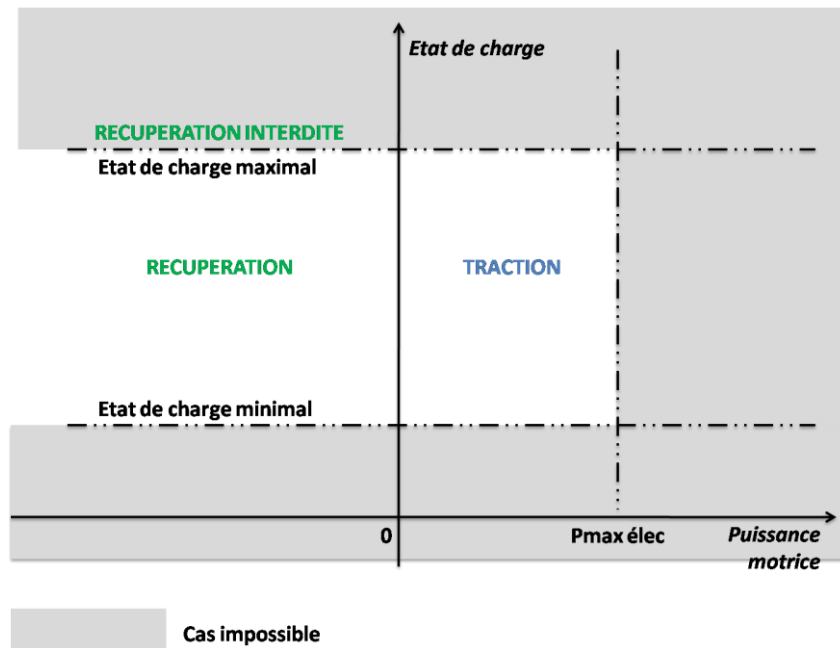 Etat de charge
RECUPERATION INTERDITE
Etat de charge maximal
RECUPERATION
TRACTION
Etat de charge minimal
0
Pmax élec
Puissance
motrice
Cas impossible